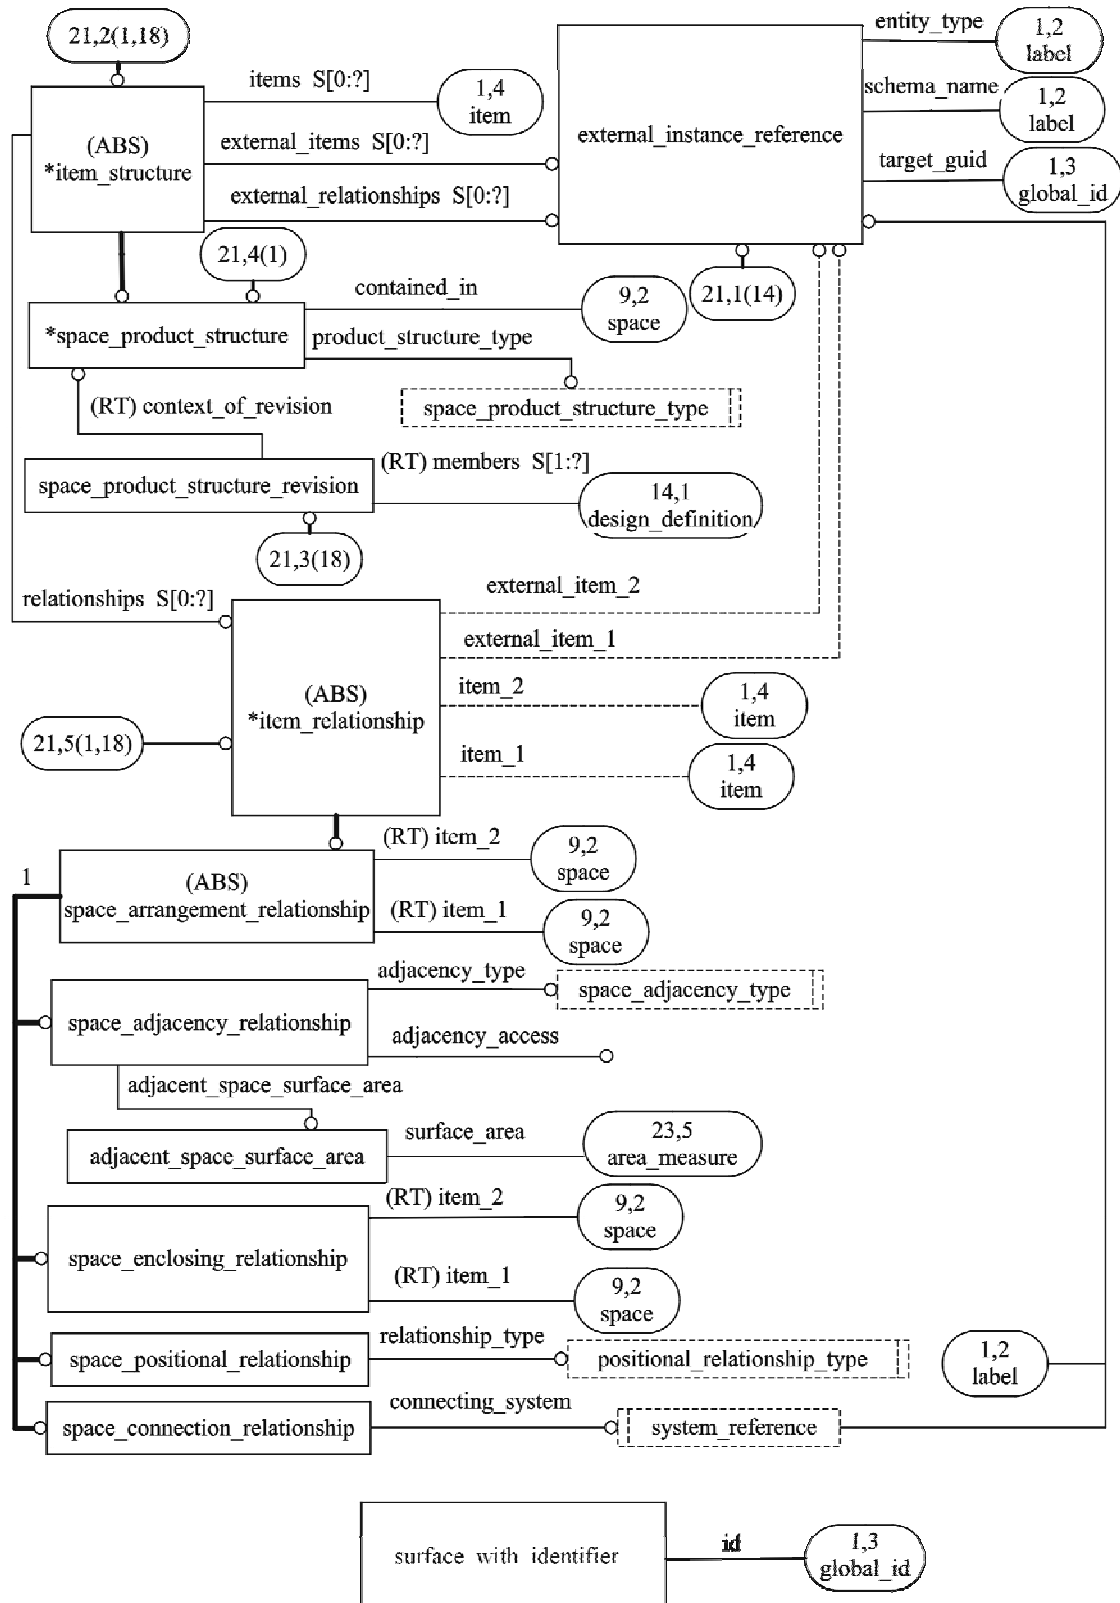 21,2(1,18)
items S[0:?]
1,4
item
entity_type
1,2
label
schema_name
1,2
label
(ABS)
*item_structure
external_items S[0:?]
external_instance_reference
target_guid
1,3
global_id
external_relationships S[0:?]
21,4(1)
contained_in
9,2
space
21,1(14)
*space_product_structure
product_structure_type
(RT) context_of_revision
space_product_structure_type
space_product_structure_revision
(RT) members S[1:?]
14,1
design_definition
21,3(18)
relationships S[0:?]
external_item_2
external_item_1
(ABS)
*item_relationship
item_2
1,4
item
21,5(1,18)
item_1
1,4
item
(RT) item_2
9,2
space
1
(ABS)
space_arrangement_relationship
(RT) item_1
9,2
space
adjacency_type
space_adjacency_type
space_adjacency_relationship
adjacency_access
adjacent_space_surface_area
adjacent_space_surface_area
surface_area
23,5
area_measure
(RT) item_2
9,2
space
space_enclosing_relationship
(RT) item_1
9,2
space
relationship_type
space_positional_relationship
positional_relationship_type
1,2
label
connecting_system
space_connection_relationship
system_reference
surface with identifier
id
1,3
global_id